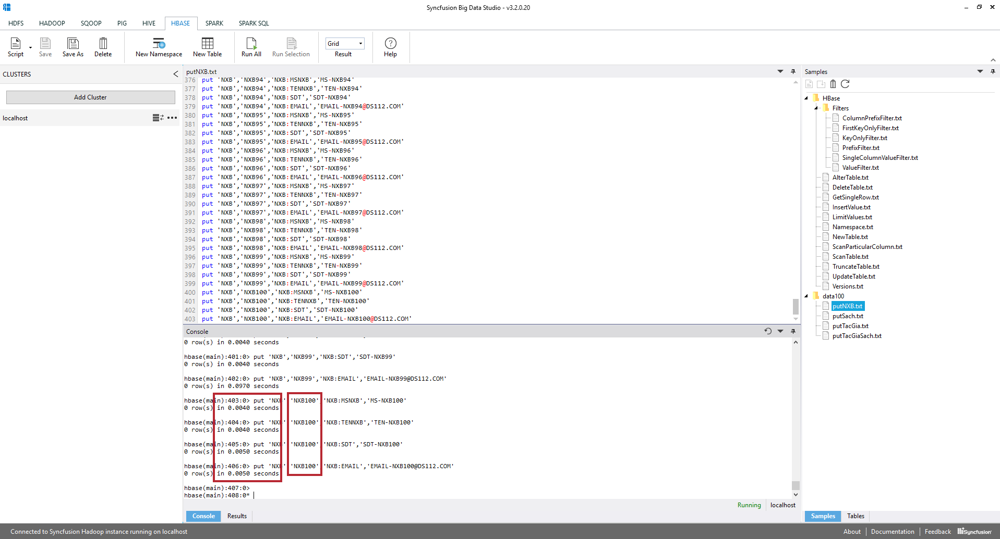 Syncfusion Big Data Studio - v3.2.0.20
HDFS HADOOP SQOOP PIG HIVE HBASE SPARK SPARK SQL
Script Save Save As Delete New Namespace New Table Run All Run Selection Grid Result Help
CLUSTERS
Add Cluster
localhost
putNXB.txt
376 put 'NXB','NXB94','NXB:MSNXB','MS-NXB94'
377 put 'NXB','NXB94','NXB:TENNXB','TEN-NXB94'
378 put 'NXB','NXB94','NXB:SDT','SDT-NXB94'
379 put 'NXB','NXB94','NXB:EMAIL','EMAIL-NXB94@DS112.COM'
380 put 'NXB','NXB95','NXB:MSNXB','MS-NXB95'
381 put 'NXB','NXB95','NXB:TENNXB','TEN-NXB95'
382 put 'NXB','NXB95','NXB:SDT','SDT-NXB95'
383 put 'NXB','NXB95','NXB:EMAIL','EMAIL-NXB95@DS112.COM'
384 put 'NXB','NXB96','NXB:MSNXB','MS-NXB96'
385 put 'NXB','NXB96','NXB:TENNXB','TEN-NXB96'
386 put 'NXB','NXB96','NXB:SDT','SDT-NXB96'
387 put 'NXB','NXB96','NXB:EMAIL','EMAIL-NXB96@DS112.COM'
388 put 'NXB','NXB97','NXB:MSNXB','MS-NXB97'
389 put 'NXB','NXB97','NXB:TENNXB','TEN-NXB97'
390 put 'NXB','NXB97','NXB:SDT','SDT-NXB97'
391 put 'NXB','NXB97','NXB:EMAIL','EMAIL-NXB97@DS112.COM'
392 put 'NXB','NXB98','NXB:MSNXB','MS-NXB98'
393 put 'NXB','NXB98','NXB:TENNXB','TEN-NXB98'
394 put 'NXB','NXB98','NXB:SDT','SDT-NXB98'
395 put 'NXB','NXB98','NXB:EMAIL','EMAIL-NXB98@DS112.COM'
396 put 'NXB','NXB99','NXB:MSNXB','MS-NXB99'
397 put 'NXB','NXB99','NXB:TENNXB','TEN-NXB99'
398 put 'NXB','NXB99','NXB:SDT','SDT-NXB99'
399 put 'NXB','NXB99','NXB:EMAIL','EMAIL-NXB99@DS112.COM'
400 put 'NXB','NXB100','NXB:MSNXB','MS-NXB100'
401 put 'NXB','NXB100','NXB:TENNXB','TEN-NXB100'
402 put 'NXB','NXB100','NXB:SDT','SDT-NXB100'
403 put 'NXB','NXB100','NXB:EMAIL','EMAIL-NXB100@DS112.COM'
Console
0 row(s) in 0.0040 seconds
hbase(main):401:0> put 'NXB','NXB99','NXB:SDT','SDT-NXB99'
0 row(s) in 0.0040 seconds
hbase(main):402:0> put 'NXB','NXB99','NXB:EMAIL','EMAIL-NXB99@DS112.COM'
0 row(s) in 0.0970 seconds
hbase(main):403:0> put 'NXB','NXB100','NXB:MSNXB','MS-NXB100'
0 row(s) in 0.0040 seconds
hbase(main):404:0> put 'NXB','NXB100','NXB:TENNXB','TEN-NXB100'
0 row(s) in 0.0040 seconds
hbase(main):405:0> put 'NXB','NXB100','NXB:SDT','SDT-NXB100'
0 row(s) in 0.0050 seconds
hbase(main):406:0> put 'NXB','NXB100','NXB:EMAIL','EMAIL-NXB100@DS112.COM'
0 row(s) in 0.0050 seconds
hbase(main):407:0>
hbase(main):408:0*
Running localhost
Console Results
Samples
HBase
Filters
ColumnPrefixFilter.txt
FirstKeyOnlyFilter.txt
KeyOnlyFilter.txt
PrefixFilter.txt
SingleColumnValueFilter.txt
ValueFilter.txt
AlterTable.txt
DeleteTable.txt
GetSingleRow.txt
InsertValue.txt
LimitValues.txt
Namespace.txt
NewTable.txt
ScanParticularColumn.txt
ScanTable.txt
TruncateTable.txt
UpdateTable.txt
Versions.txt
data100
putNXB.txt
putSach.txt
putTacGia.txt
putTacGiaSach.txt
Samples Tables
Connected to Syncfusion Hadoop instance running on localhost
About Documentation Feedback Syncfusion